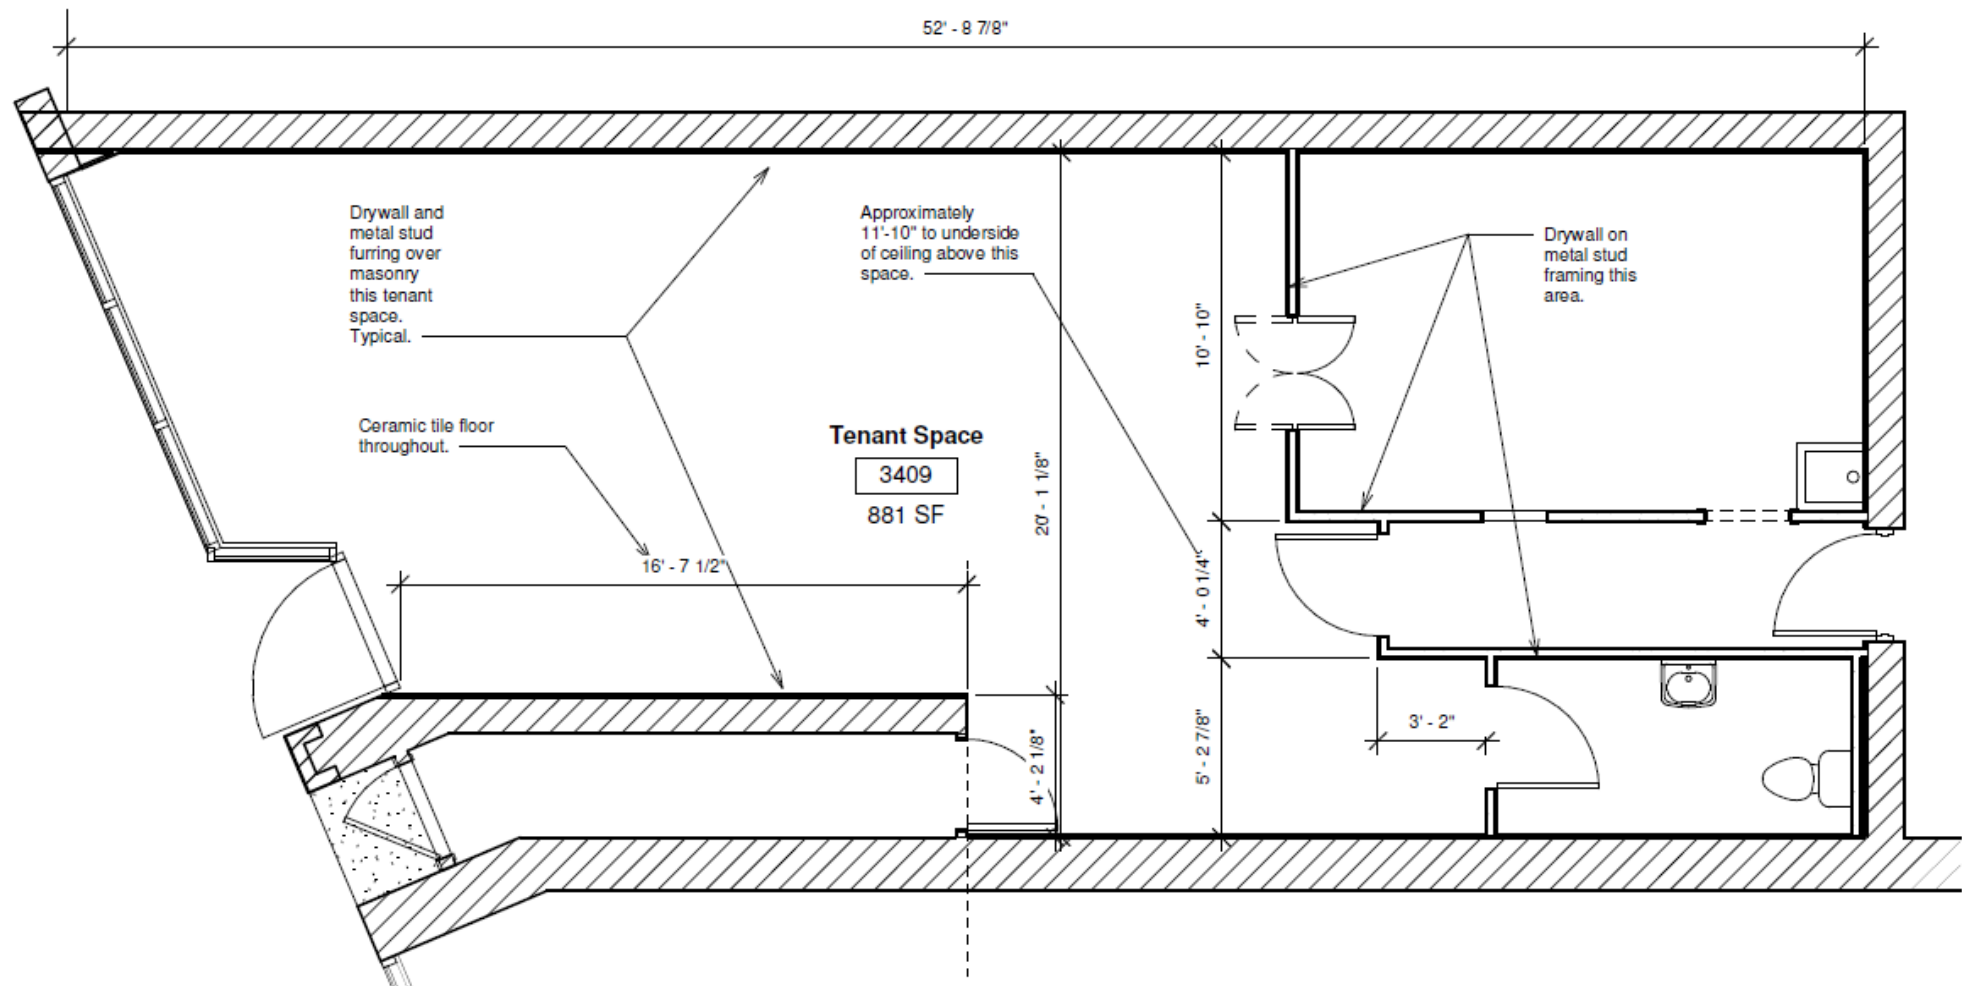 52' - 8 7/8"
Drywall and
metal stud
furring over
masonry
this tenant
space.
Typical.
Approximately
11'-10" to underside
of ceiling above this
space.
Drywall on
metal stud
framing this
area.
10' - 10"
Ceramic tile floor
throughout.
Tenant Space
3409
881 SF
20' - 1 1/8"
16' - 7 1/2"
4' - 0 1/4"
3' - 2"
4' - 2 1/8"
5' - 2 7/8"